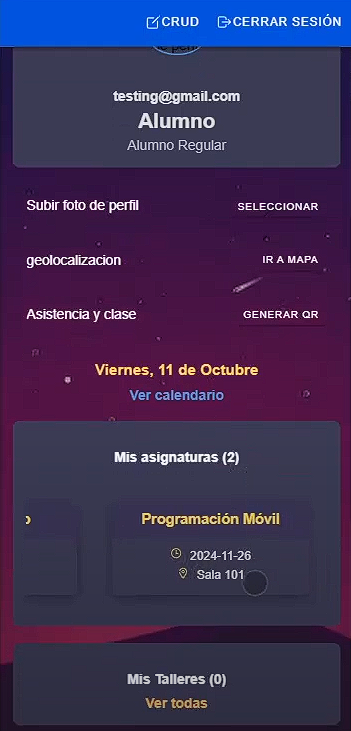 CRUD CERRAR SESIÓN
testing@gmail.com
Alumno
Alumno Regular
Subir foto de perfil SELECCIONAR
geolocalizacion IR A MAPA
Asistencia y clase GENERAR QR
Viernes, 11 de Octubre
Ver calendario
Mis asignaturas (2)
Programación Móvil
2024-11-26
Sala 101
Mis Talleres (0)
Ver todas